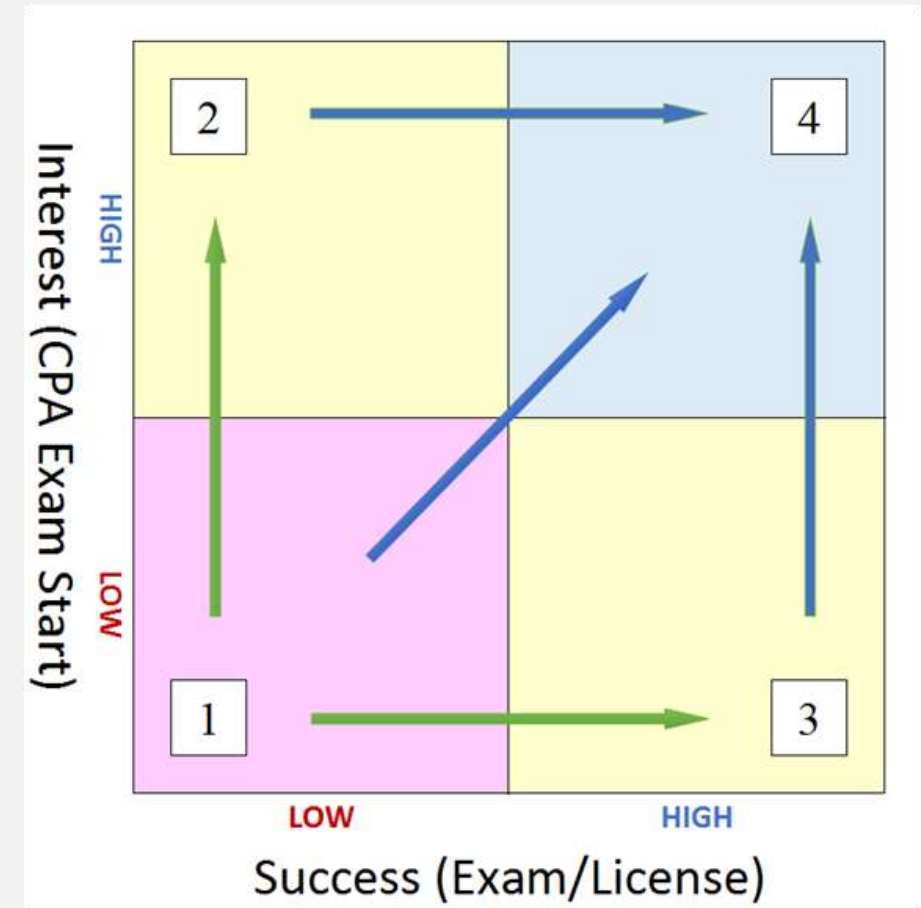 2
4
Interest (CPA Exam Start)
HIGH
LOW
1
3
LOW
HIGH
Success (Exam/License)